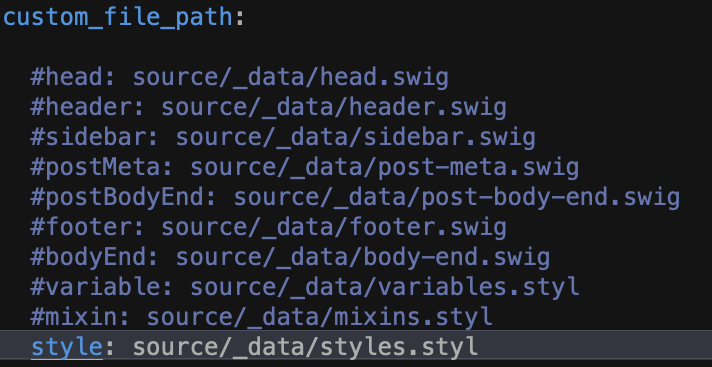 custom_file_path:
#head: source/_data/head.swig
#header: source/_data/header.swig
#sidebar: source/_data/sidebar.swig
#postMeta: source/_data/post-meta.swig
#postBodyEnd: source/_data/post-body-end.swig
#footer: source/_data/footer.swig
#bodyEnd: source/_data/body-end.swig
#variable: source/_data/variables.styl
#mixin: source/_data/mixins.styl
style: source/_data/styles.styl